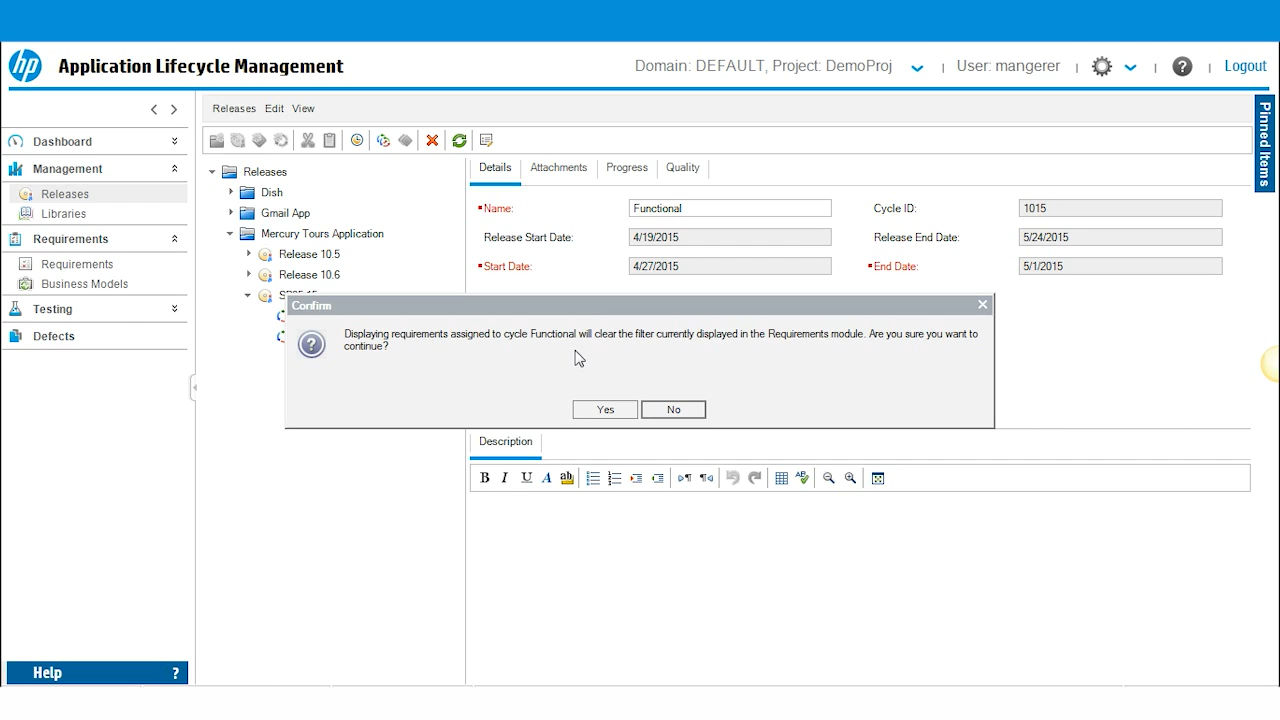 hp Application Lifecycle Management
Domain: DEFAULT, Project: DemoProj | User: mangerer | | ? | Logout
Pinned Items
Dashboard
Management
Releases
Libraries
Requirements
Requirements
Business Models
Testing
Defects
Help ?
Releases Edit View
Releases
Dish
Gmail App
Mercury Tours Application
Release 10.5
Release 10.6
Details Attachments Progress Quality
Name: Functional Cycle ID: 1015
Release Start Date: 4/19/2015 Release End Date: 5/24/2015
Start Date: 4/27/2015 End Date: 5/1/2015
Confirm
Displaying requirements assigned to cycle Functional will clear the filter currently displayed in the Requirements module. Are you sure you want to
continue?
Yes No
Description
B I U A ab